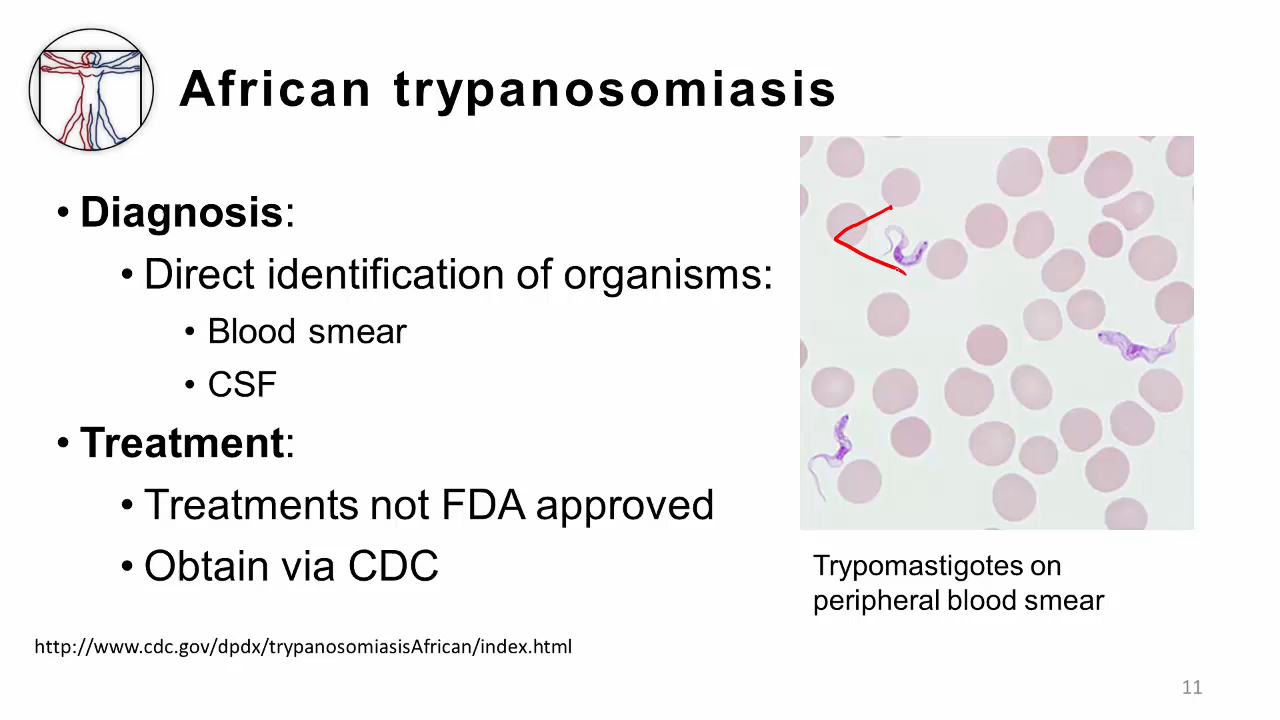 African trypanosomiasis
• Diagnosis:
• Direct identification of organisms:
• Blood smear
• CSF
• Treatment:
• Treatments not FDA approved
• Obtain via CDC
Trypomastigotes on
peripheral blood smear
http://www.cdc.gov/dpdx/trypanosomiasisAfrican/index.html
11